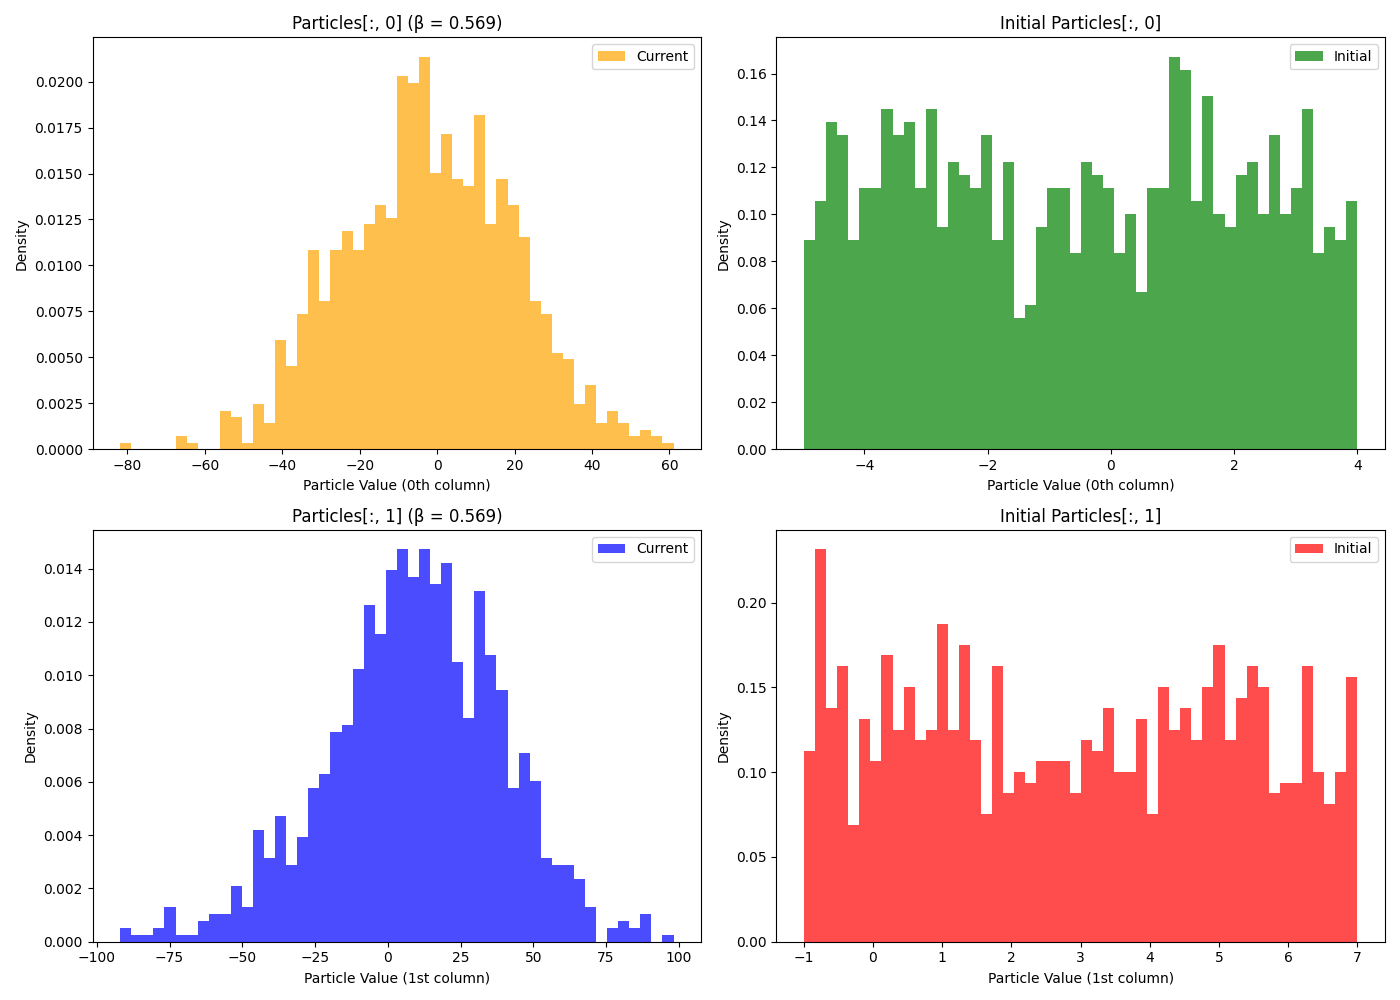 Particles[:, 0] (β = 0.569)
Current
0.0200
0.0175
0.0150
0.0125
0.0100
0.0075
0.0050
0.0025
0.0000
Density
−80 −60 −40 −20 0 20 40 60
Particle Value (0th column)
Initial Particles[:, 0]
Initial
0.16
0.14
0.12
0.10
0.08
0.06
0.04
0.02
0.00
Density
−4 −2 0 2 4
Particle Value (0th column)
Particles[:, 1] (β = 0.569)
Current
0.014
0.012
0.010
0.008
0.006
0.004
0.002
0.000
Density
−100 −75 −50 −25 0 25 50 75 100
Particle Value (1st column)
Initial Particles[:, 1]
Initial
0.20
0.15
0.10
0.05
0.00
Density
−1 0 1 2 3 4 5 6 7
Particle Value (1st column)